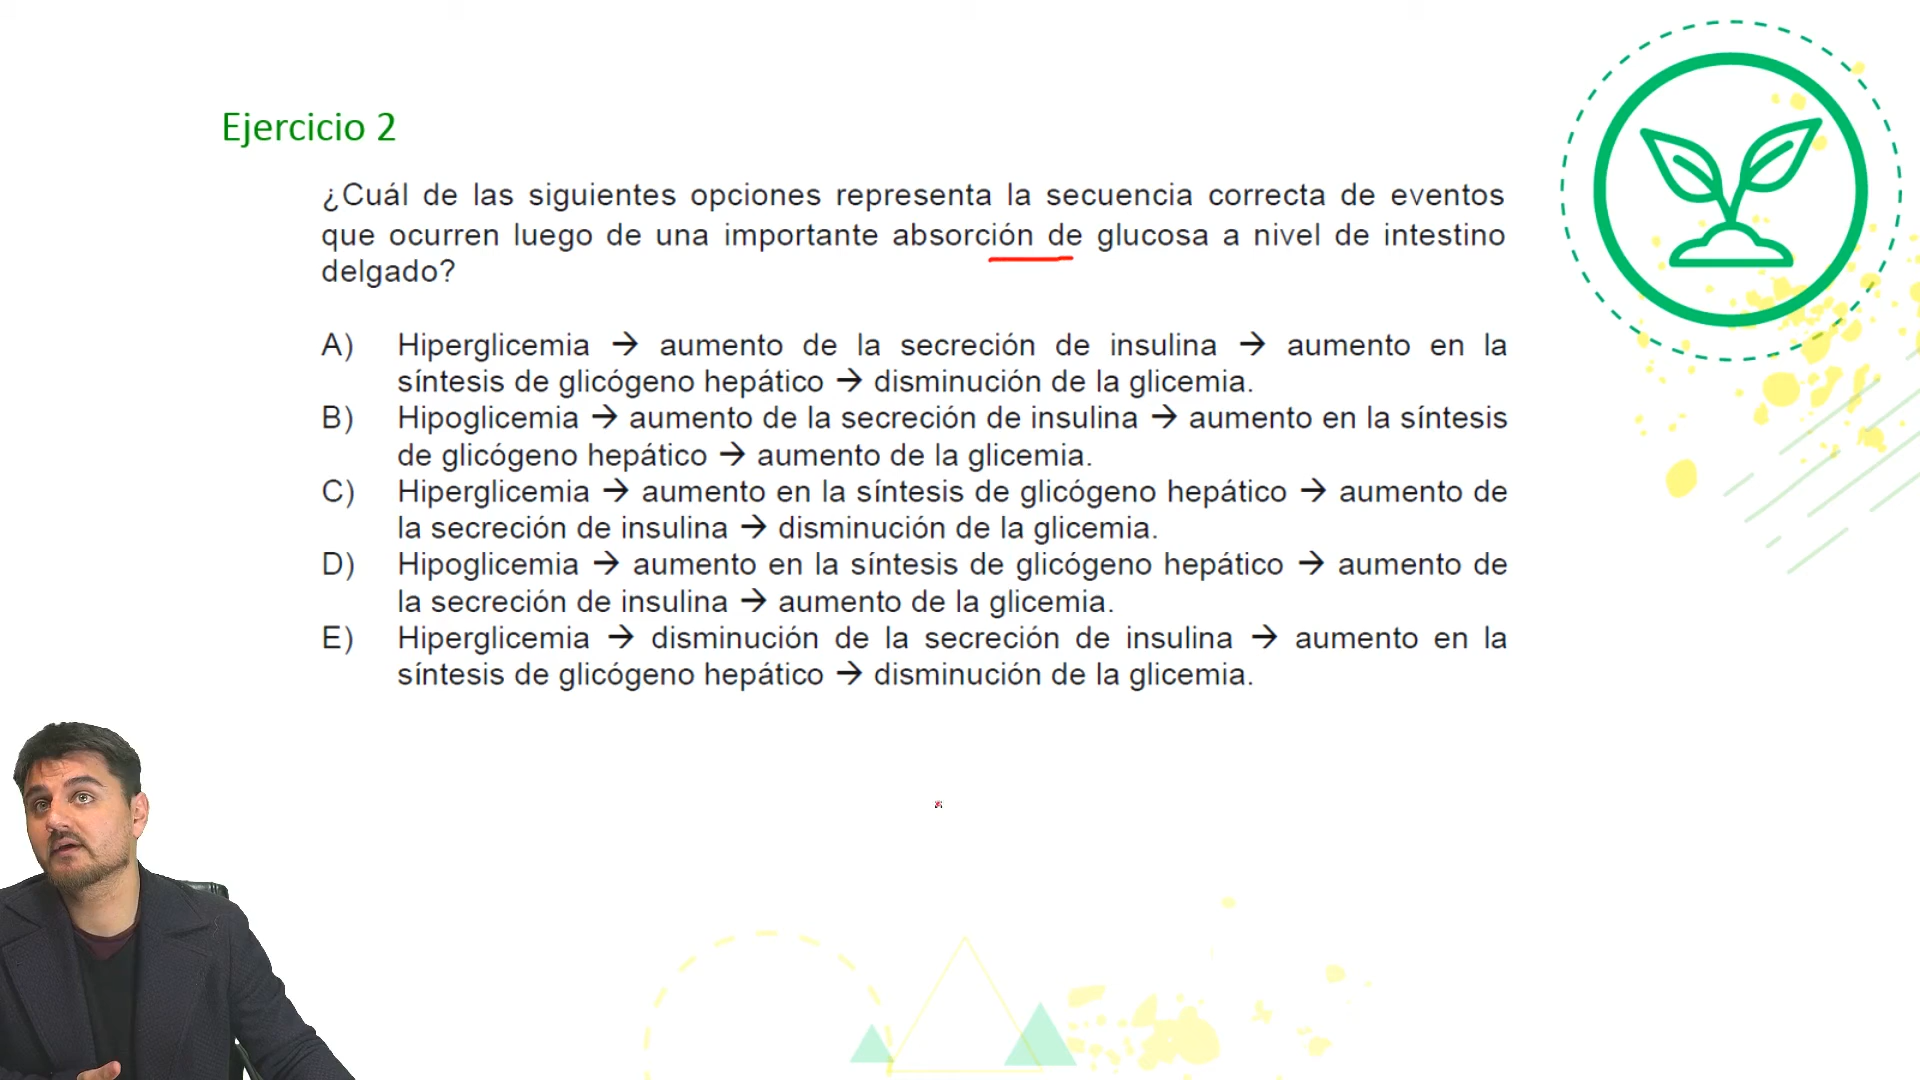 Ejercicio 2
¿Cuál de las siguientes opciones representa la secuencia correcta de eventos
que ocurren luego de una importante absorción de glucosa a nivel de intestino
delgado?
A) Hiperglicemia → aumento de la secreción de insulina → aumento en la
síntesis de glicógeno hepático → disminución de la glicemia.
B) Hipoglicemia → aumento de la secreción de insulina → aumento en la síntesis
de glicógeno hepático → aumento de la glicemia.
C) Hiperglicemia → aumento en la síntesis de glicógeno hepático → aumento de
la secreción de insulina → disminución de la glicemia.
D) Hipoglicemia → aumento en la síntesis de glicógeno hepático → aumento de
la secreción de insulina → aumento de la glicemia.
E) Hiperglicemia → disminución de la secreción de insulina → aumento en la
síntesis de glicógeno hepático → disminución de la glicemia.